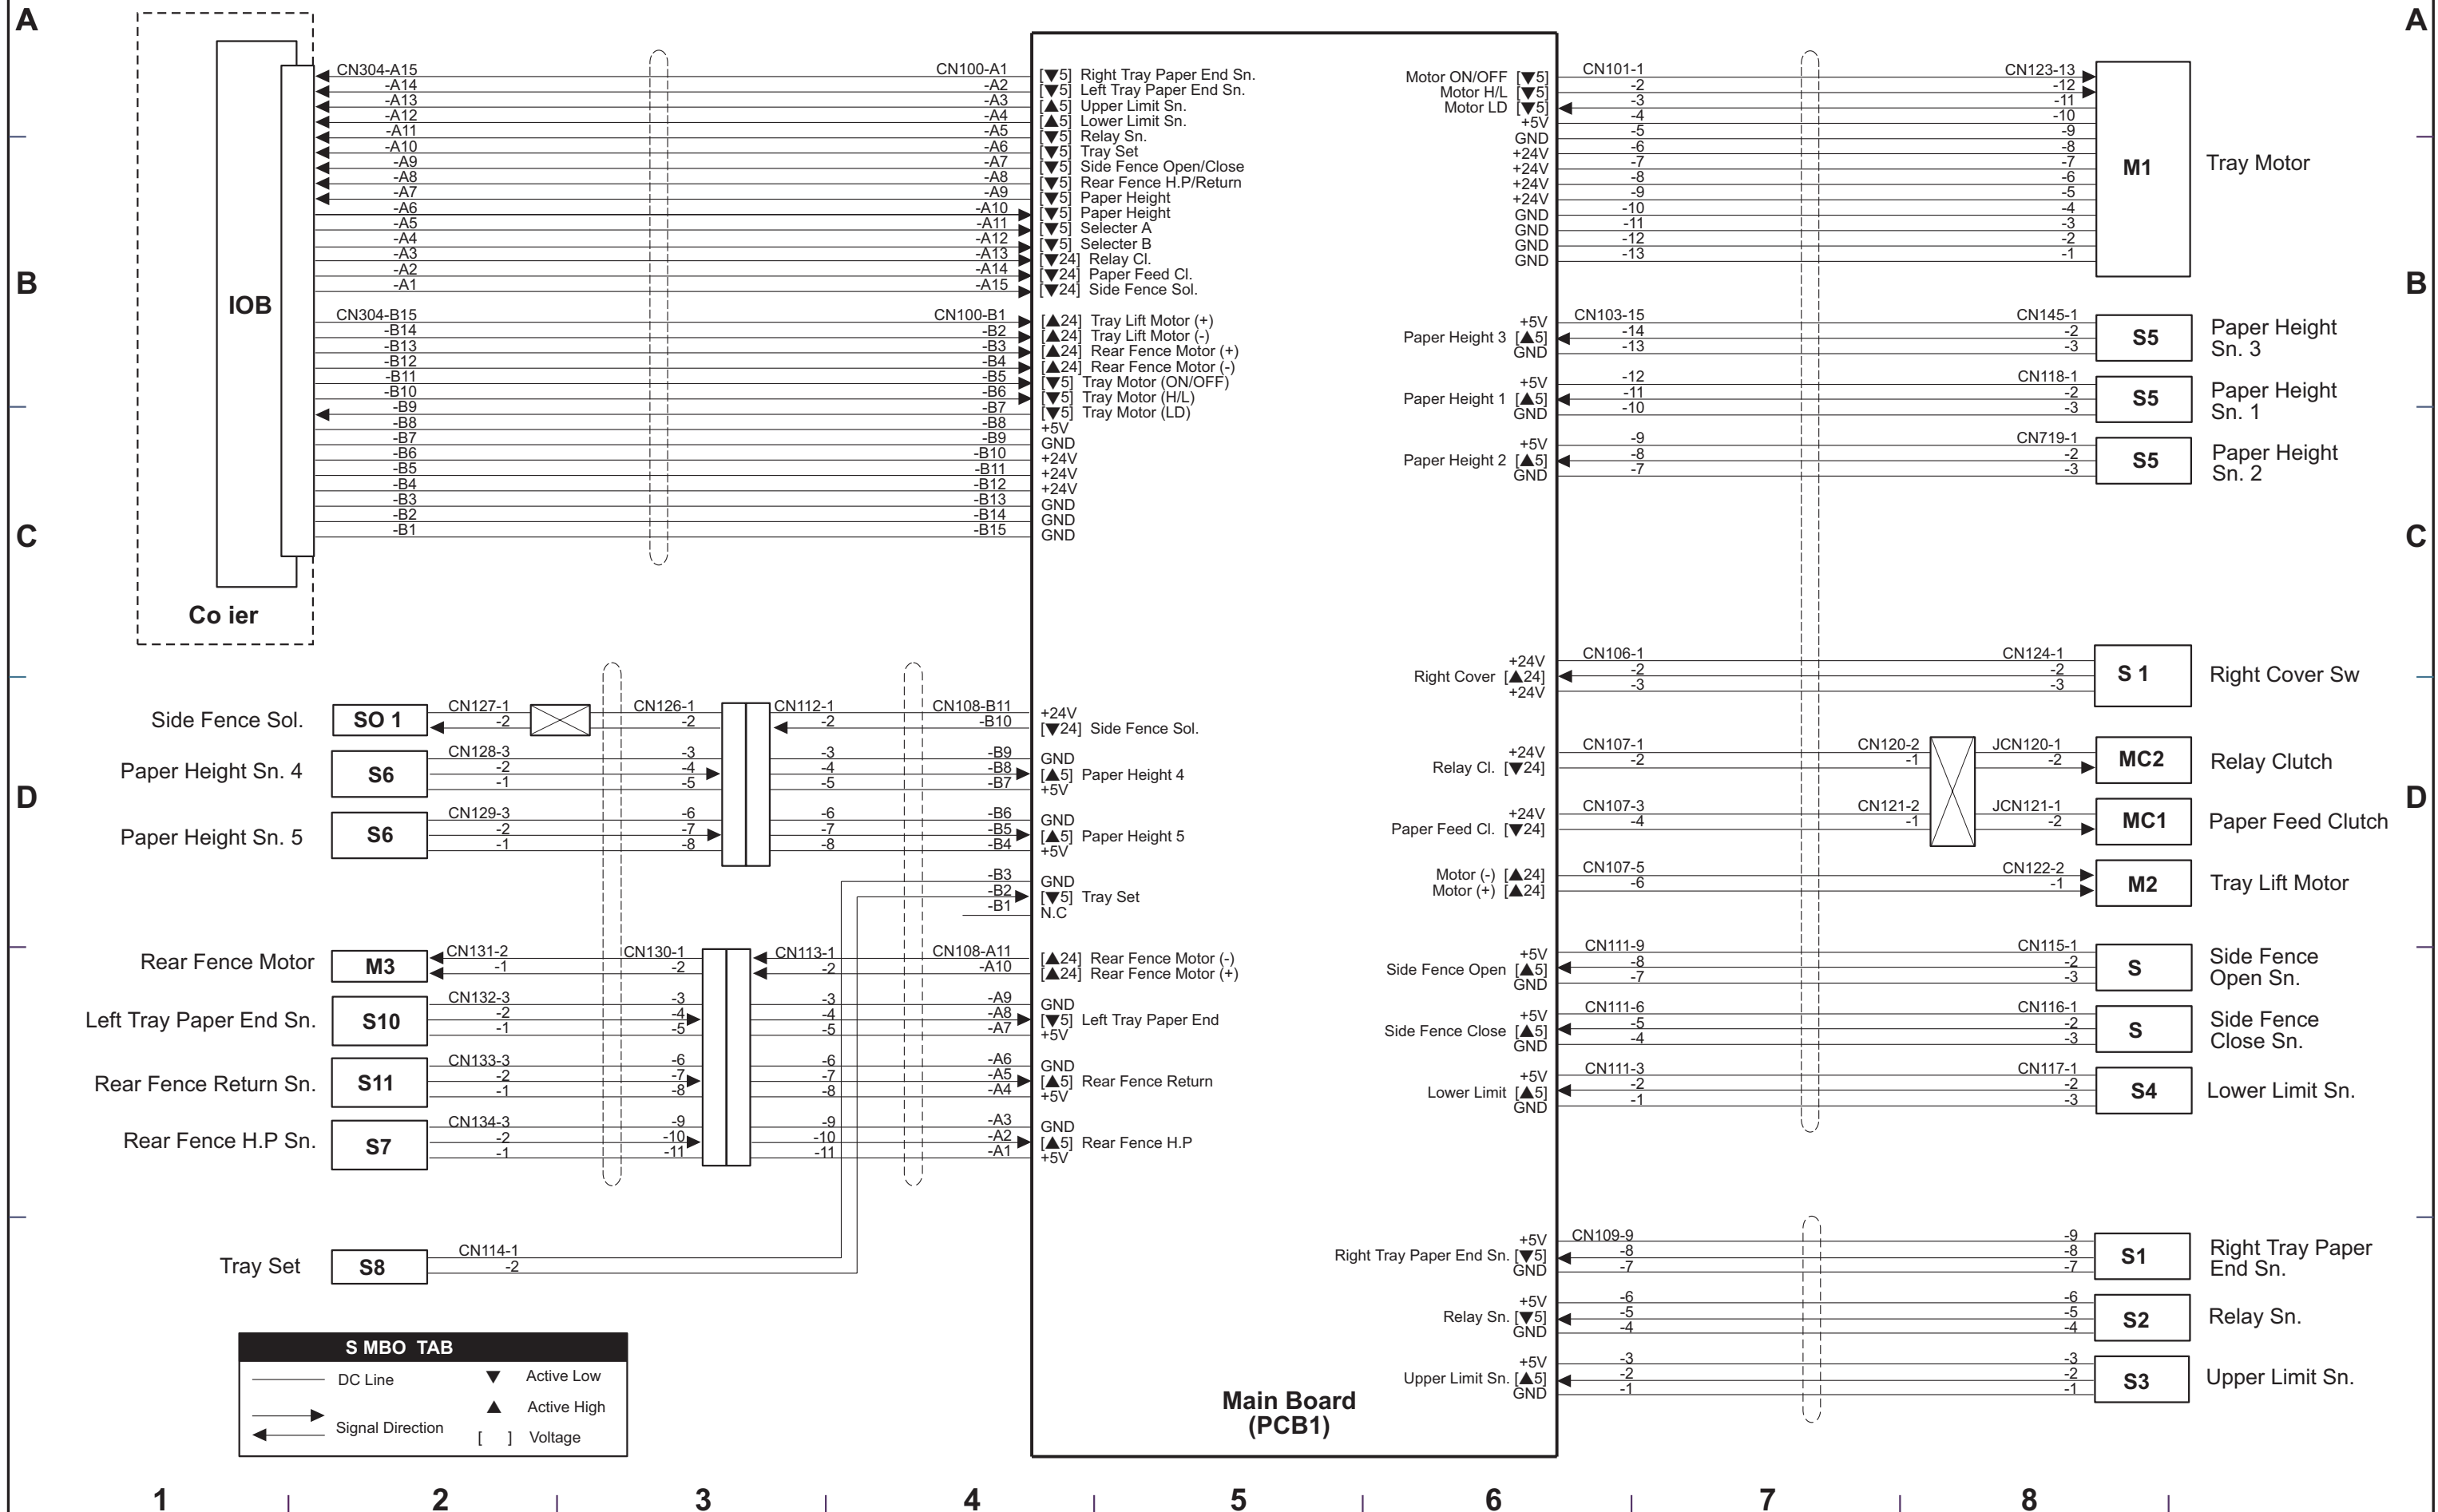 A
A
CN304-A15 CN100-A1 [▼5] Right Tray Paper End Sn.
-A14 -A2 [▼5] Left Tray Paper End Sn.
-A13 -A3 [▲5] Upper Limit Sn.
-A12 -A4 [▲5] Lower Limit Sn.
-A11 -A5 [▼5] Relay Sn.
-A10 -A6 [▼5] Tray Set
-A9 -A7 [▼5] Side Fence Open/Close
-A8 -A8 [▼5] Rear Fence H.P/Return
-A7 -A9 [▼5] Paper Height
-A6 -A10 [▼5] Paper Height
-A5 -A11 [▼5] Selecter A
-A4 -A12 [▼5] Selecter B
-A3 -A13 [▼24] Relay Cl.
-A2 -A14 [▼24] Paper Feed Cl.
-A1 -A15 [▼24] Side Fence Sol.
B
IOB
CN304-B15 CN100-B1 [▲24] Tray Lift Motor (+)
-B14 -B2 [▲24] Tray Lift Motor (-)
-B13 -B3 [▲24] Rear Fence Motor (+)
-B12 -B4 [▲24] Rear Fence Motor (-)
-B11 -B5 [▼5] Tray Motor (ON/OFF)
-B10 -B6 [▼5] Tray Motor (H/L)
-B9 -B7 [▼5] Tray Motor (LD)
-B8 -B8 +5V
-B7 -B9 GND
-B6 -B10 +24V
-B5 -B11 +24V
-B4 -B12 +24V
-B3 -B13 GND
-B2 -B14 GND
-B1 -B15 GND
C
Co ier
Motor ON/OFF [▼5] CN101-1 CN123-13
Motor H/L [▼5] -2 -12
Motor LD [▼5] -3 -11
+5V -4 -10
GND -5 -9
+24V -6 -8
+24V -7 -7
+24V -8 -6
+24V -9 -5
GND -10 -4
GND -11 -3
GND -12 -2
GND -13 -1
M1 Tray Motor
B
+5V CN103-15 CN145-1
Paper Height 3 [▲5] -14 -2
GND -13 -3
S5 Paper Height
Sn. 3
+5V -12 CN118-1
Paper Height 1 [▲5] -11 -2
GND -10 -3
S5 Paper Height
Sn. 1
+5V -9 CN719-1
Paper Height 2 [▲5] -8 -2
GND -7 -3
S5 Paper Height
Sn. 2
C
+24V CN106-1 CN124-1
Right Cover [▲24] -2 -2
+24V -3 -3
S 1 Right Cover Sw
Side Fence Sol. SO 1
CN127-1 CN126-1 CN112-1 CN108-B11 +24V
-2 -2 -2 -B10 [▼24] Side Fence Sol.
Paper Height Sn. 4 S6
CN128-3 -3 -3 -B9 GND
-2 -4 -4 -B8 [▲5] Paper Height 4
-1 -5 -5 -B7 +5V
D
Paper Height Sn. 5 S6
CN129-3 -6 -6 -B6 GND
-2 -7 -7 -B5 [▲5] Paper Height 5
-1 -8 -8 -B4 +5V
-B3 GND
-B2 [▼5] Tray Set
-B1 N.C
Rear Fence Motor M3
CN131-2 CN130-1 CN113-1 CN108-A11 [▲24] Rear Fence Motor (-)
-1 -2 -2 -A10 [▲24] Rear Fence Motor (+)
Left Tray Paper End Sn. S10
CN132-3 -3 -3 -A9 GND
-2 -4 -4 -A8 [▼5] Left Tray Paper End
-1 -5 -5 -A7 +5V
Rear Fence Return Sn. S11
CN133-3 -6 -6 -A6 GND
-2 -7 -7 -A5 [▲5] Rear Fence Return
-1 -8 -8 -A4 +5V
Rear Fence H.P Sn. S7
CN134-3 -9 -9 -A3 GND
-2 -10 -10 -A2 [▲5] Rear Fence H.P
-1 -11 -11 -A1 +5V
Tray Set S8
CN114-1
-2
+24V CN107-1 CN120-2 JCN120-1
Relay Cl. [▼24] -2 -1 -2
MC2 Relay Clutch
D
+24V CN107-3 CN121-2 JCN121-1
Paper Feed Cl. [▼24] -4 -1 -2
MC1 Paper Feed Clutch
Motor (-) [▲24] CN107-5 CN122-2
Motor (+) [▲24] -6 -1
M2 Tray Lift Motor
+5V CN111-9 CN115-1
Side Fence Open [▲5] -8 -2
GND -7 -3
S Side Fence
Open Sn.
+5V CN111-6 CN116-1
Side Fence Close [▲5] -5 -2
GND -4 -3
S Side Fence
Close Sn.
+5V CN111-3 CN117-1
Lower Limit [▲5] -2 -2
GND -1 -3
S4 Lower Limit Sn.
+5V CN109-9 -9
Right Tray Paper End Sn. [▼5] -8 -8
GND -7 -7
S1 Right Tray Paper
End Sn.
+5V -6 -6
Relay Sn. [▼5] -5 -5
GND -4 -4
S2 Relay Sn.
+5V -3 -3
Upper Limit Sn. [▲5] -2 -2
GND -1 -1
S3 Upper Limit Sn.
S MBO TAB
DC Line ▼ Active Low
▲ Active High
Signal Direction [ ] Voltage
Main Board
(PCB1)
1 2 3 4 5 6 7 8